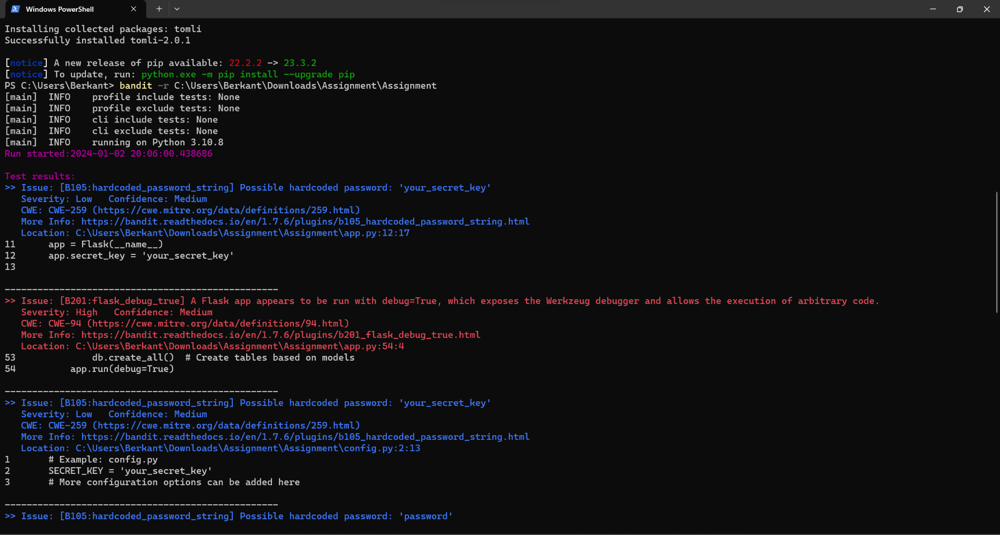 Windows PowerShell
Installing collected packages: tomli
Successfully installed tomli-2.0.1
[notice] A new release of pip available: 22.2.2 -> 23.3.2
[notice] To update, run: python.exe -m pip install --upgrade pip
PS C:\Users\Berkant> bandit -r C:\Users\Berkant\Downloads\Assignment\Assignment
[main]  INFO    profile include tests: None
[main]  INFO    profile exclude tests: None
[main]  INFO    cli include tests: None
[main]  INFO    cli exclude tests: None
[main]  INFO    running on Python 3.10.8
Run started:2024-01-02 20:06:00.438686
Test results:
>> Issue: [B105:hardcoded_password_string] Possible hardcoded password: 'your_secret_key'
   Severity: Low   Confidence: Medium
   CWE: CWE-259 (https://cwe.mitre.org/data/definitions/259.html)
   More Info: https://bandit.readthedocs.io/en/1.7.6/plugins/b105_hardcoded_password_string.html
   Location: C:\Users\Berkant\Downloads\Assignment\Assignment\app.py:12:17
11      app = Flask(__name__)
12      app.secret_key = 'your_secret_key'
13
--------------------------------------------------
>> Issue: [B201:flask_debug_true] A Flask app appears to be run with debug=True, which exposes the Werkzeug debugger and allows the execution of arbitrary code.
   Severity: High   Confidence: Medium
   CWE: CWE-94 (https://cwe.mitre.org/data/definitions/94.html)
   More Info: https://bandit.readthedocs.io/en/1.7.6/plugins/b201_flask_debug_true.html
   Location: C:\Users\Berkant\Downloads\Assignment\Assignment\app.py:54:4
53              db.create_all()  # Create tables based on models
54          app.run(debug=True)
--------------------------------------------------
>> Issue: [B105:hardcoded_password_string] Possible hardcoded password: 'your_secret_key'
   Severity: Low   Confidence: Medium
   CWE: CWE-259 (https://cwe.mitre.org/data/definitions/259.html)
   More Info: https://bandit.readthedocs.io/en/1.7.6/plugins/b105_hardcoded_password_string.html
   Location: C:\Users\Berkant\Downloads\Assignment\Assignment\config.py:2:13
1       # Example: config.py
2       SECRET_KEY = 'your_secret_key'
3       # More configuration options can be added here
--------------------------------------------------
>> Issue: [B105:hardcoded_password_string] Possible hardcoded password: 'password'